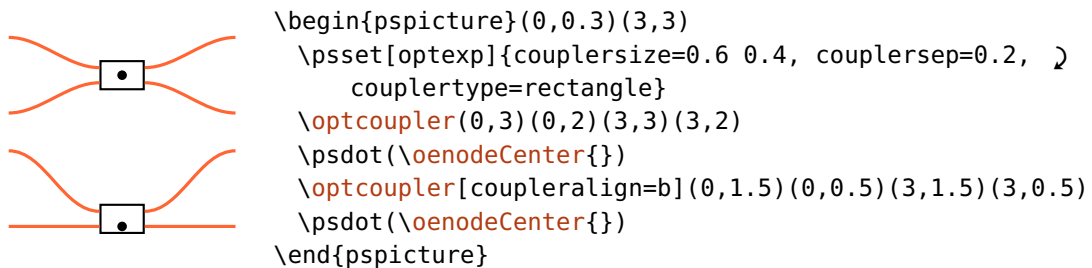 \begin{pspicture}(0,0.3)(3,3)
\psset[optexp]{couplersize=0.6 0.4, couplersep=0.2,
couplertype=rectangle}
\optcoupler(0,3)(0,2)(3,3)(3,2)
\psdot(\oenodeCenter{})
\optcoupler[coupleralign=b](0,1.5)(0,0.5)(3,1.5)(3,0.5)
\psdot(\oenodeCenter{})
\end{pspicture}